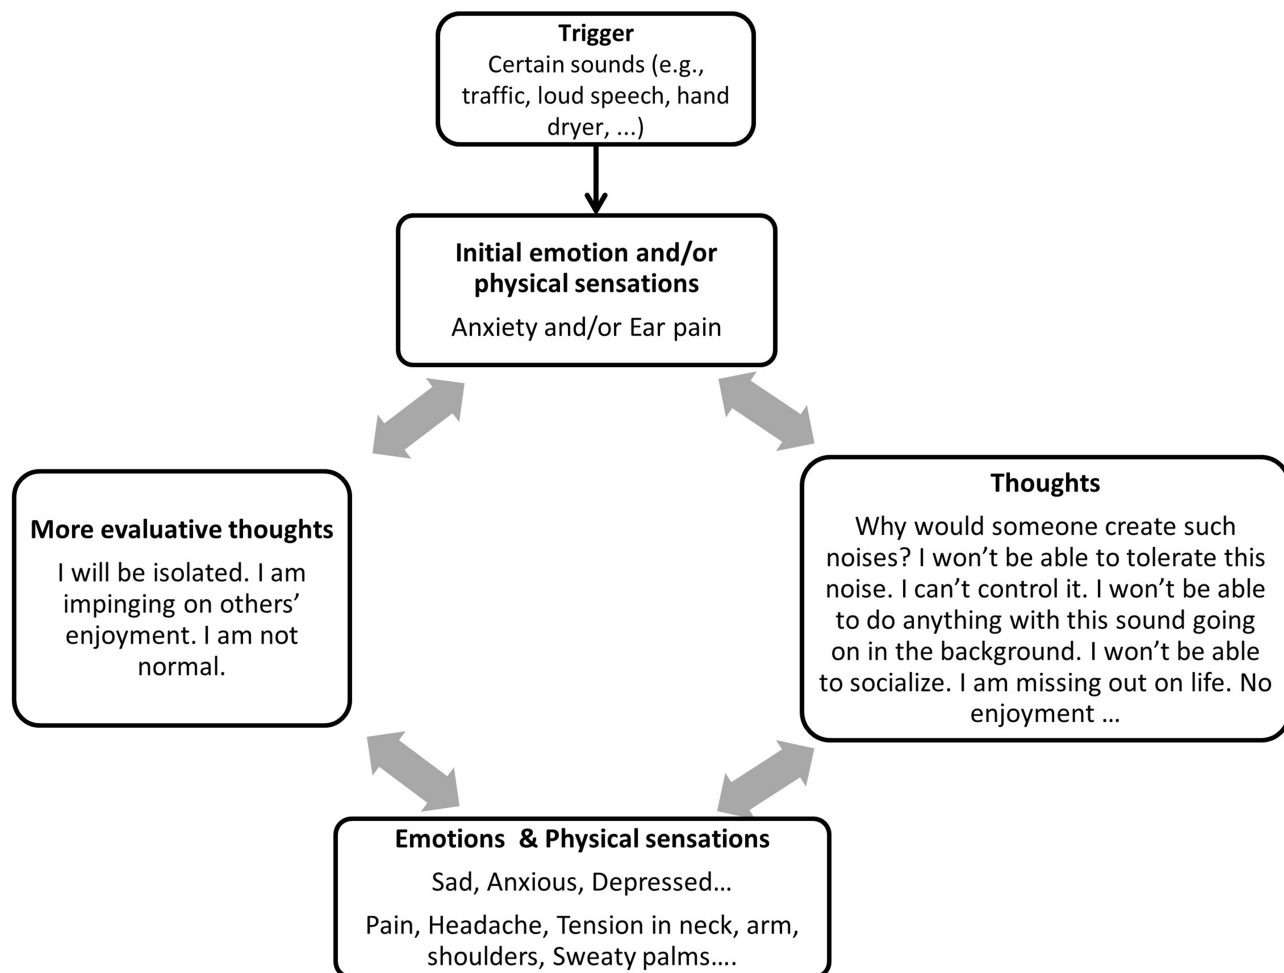 Trigger
Certain sounds (e.g.,
traffic, loud speech, hand
dryer, ...)
Initial emotion and/or
physical sensations
Anxiety and/or Ear pain
Thoughts
Why would someone create such
noises? I won’t be able to tolerate this
noise. I can’t control it. I won’t be able
to do anything with this sound going
on in the background. I won’t be able
to socialize. I am missing out on life. No
enjoyment …
More evaluative thoughts
I will be isolated. I am
impinging on others’
enjoyment. I am not
normal.
Emotions & Physical sensations
Sad, Anxious, Depressed…
Pain, Headache, Tension in neck, arm,
shoulders, Sweaty palms….